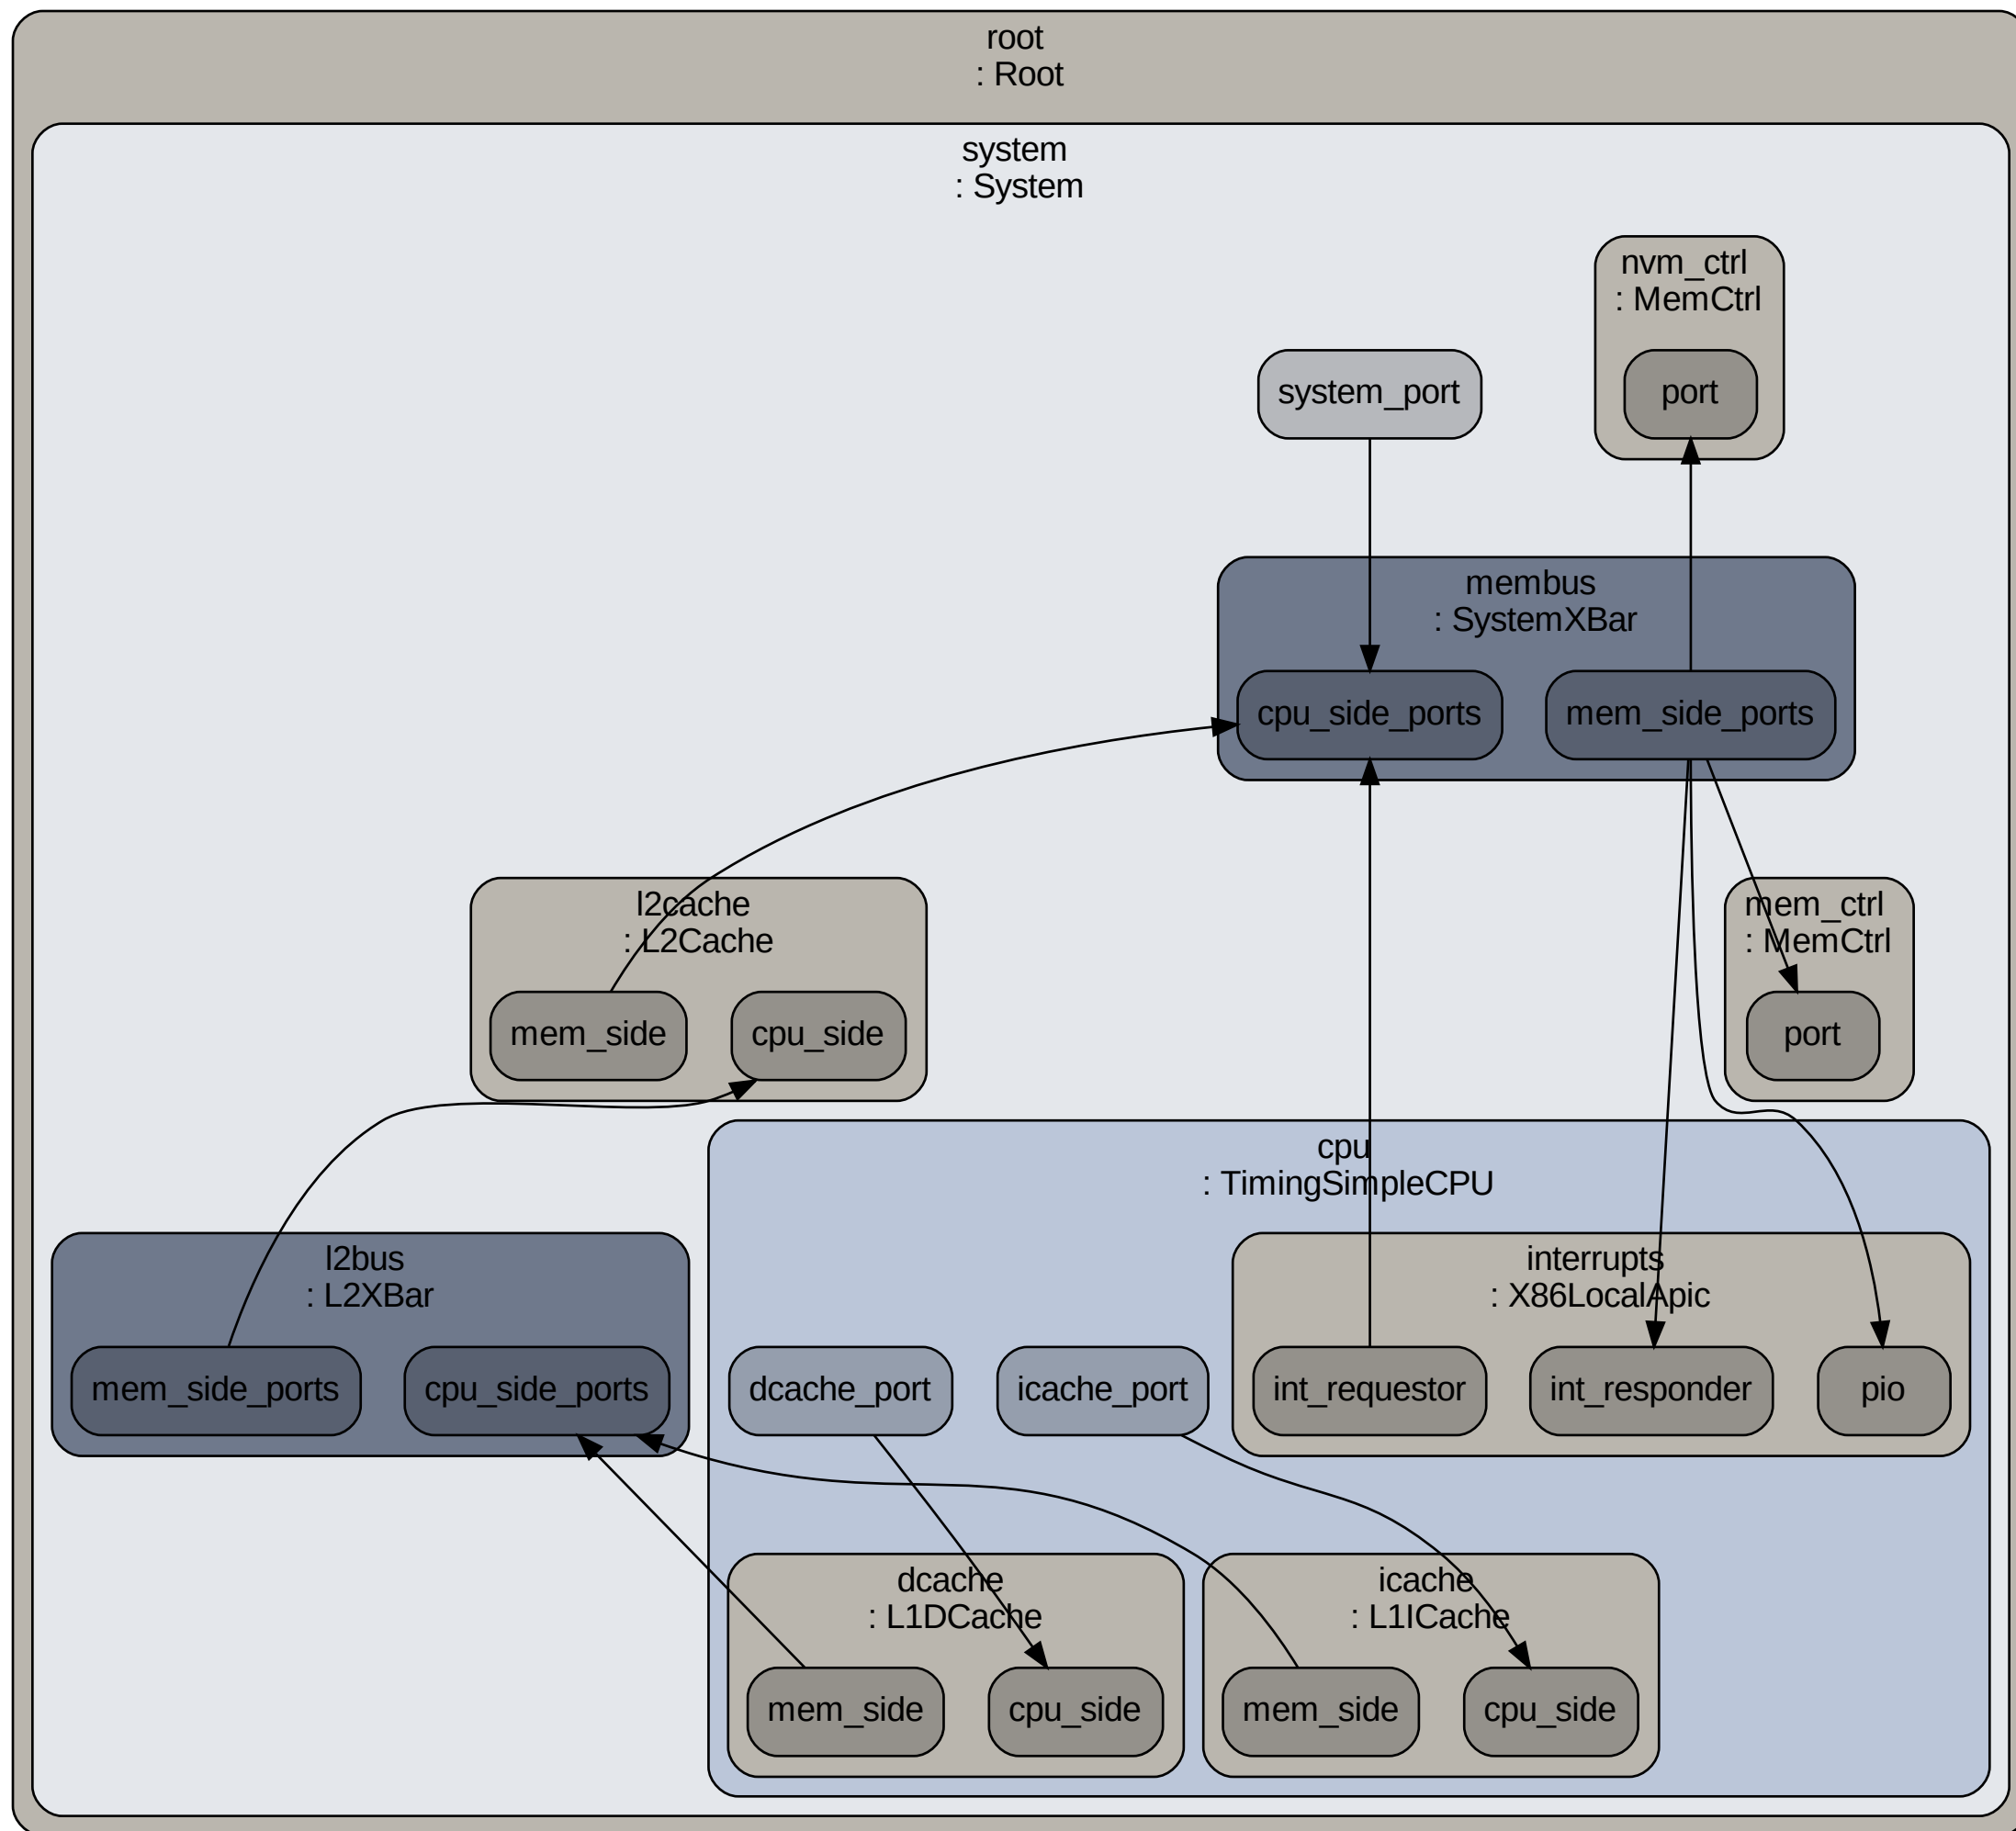 root
: Root
system
: System
nvm_ctrl
: MemCtrl
port
system_port
membus
: SystemXBar
cpu_side_ports
mem_side_ports
l2cache
: L2Cache
mem_side
cpu_side
mem_ctrl
: MemCtrl
port
cpu
: TimingSimpleCPU
l2bus
: L2XBar
mem_side_ports
cpu_side_ports
dcache_port
icache_port
interrupts
: X86LocalApic
int_requestor
int_responder
pio
dcache
: L1DCache
mem_side
cpu_side
icache
: L1ICache
mem_side
cpu_side